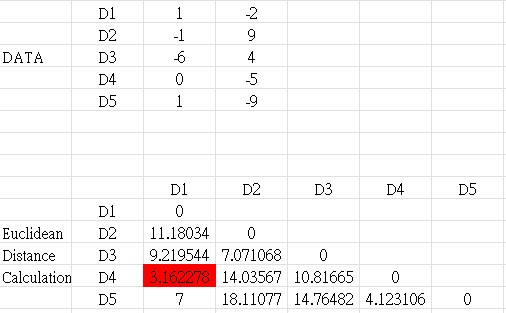 D1 1 -2
D2 -1 9
DATA D3 -6 4
D4 0 -5
D5 1 -9
D1 D2 D3 D4 D5
D1 0
Euclidean D2 11.18034 0
Distance D3 9.219544 7.071068 0
Calculation D4 3.162278 14.03567 10.81665 0
D5 7 18.11077 14.76482 4.123106 0